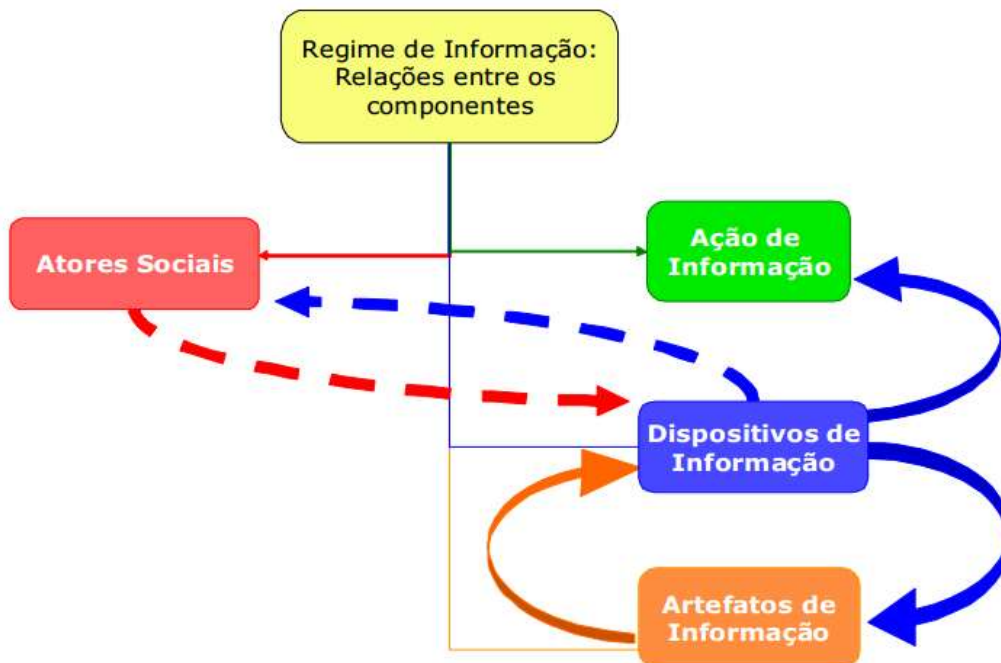 Regime de Informação:
Relações entre os
componentes
Atores Sociais
Ação de
Informação
Dispositivos de
Informação
Artefatos de
Informação